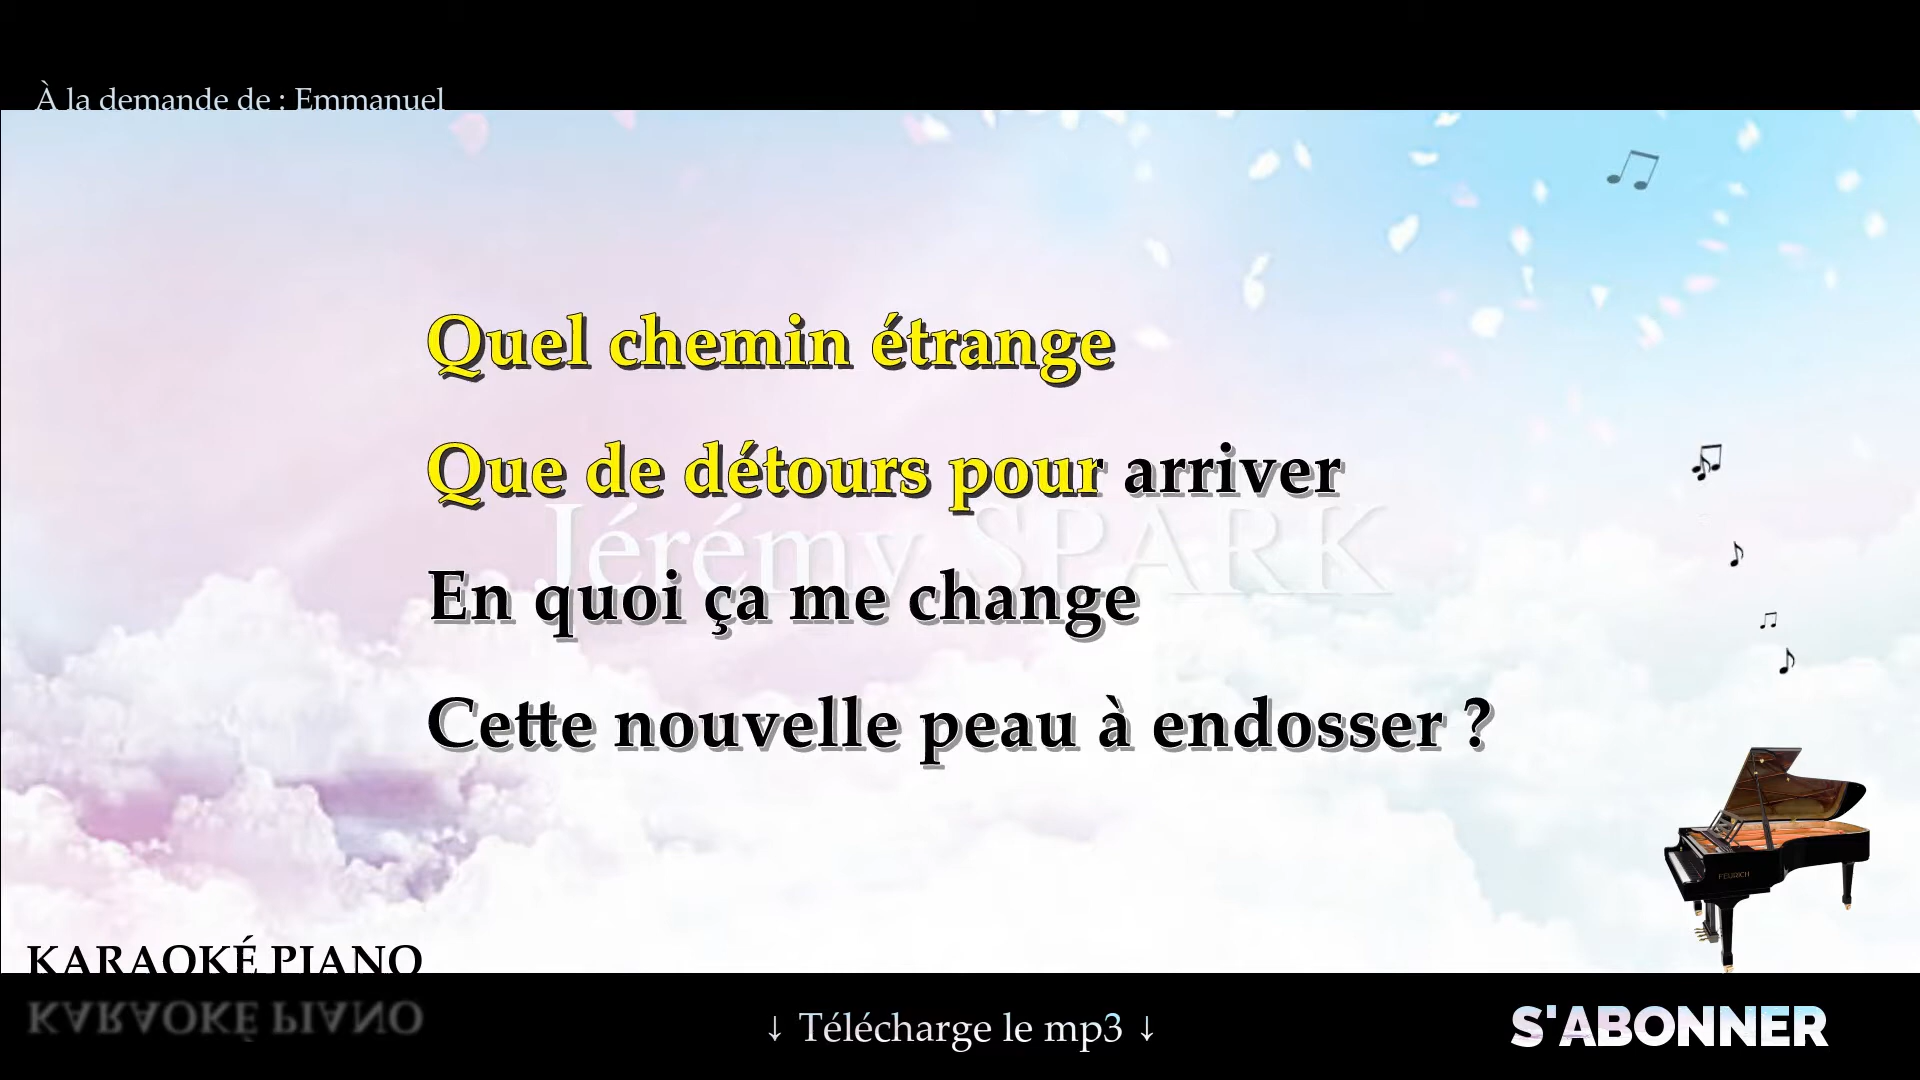 À la demande de : Emmanuel
Quel chemin étrange
Que de détours pour arriver
Jérémy SPARK
En quoi ça me change
Cette nouvelle peau à endosser ?
FEURICH
KARAOKÉ PIANO
KARAOKÉ PIANO
↓ Télécharge le mp3 ↓
S'ABONNER